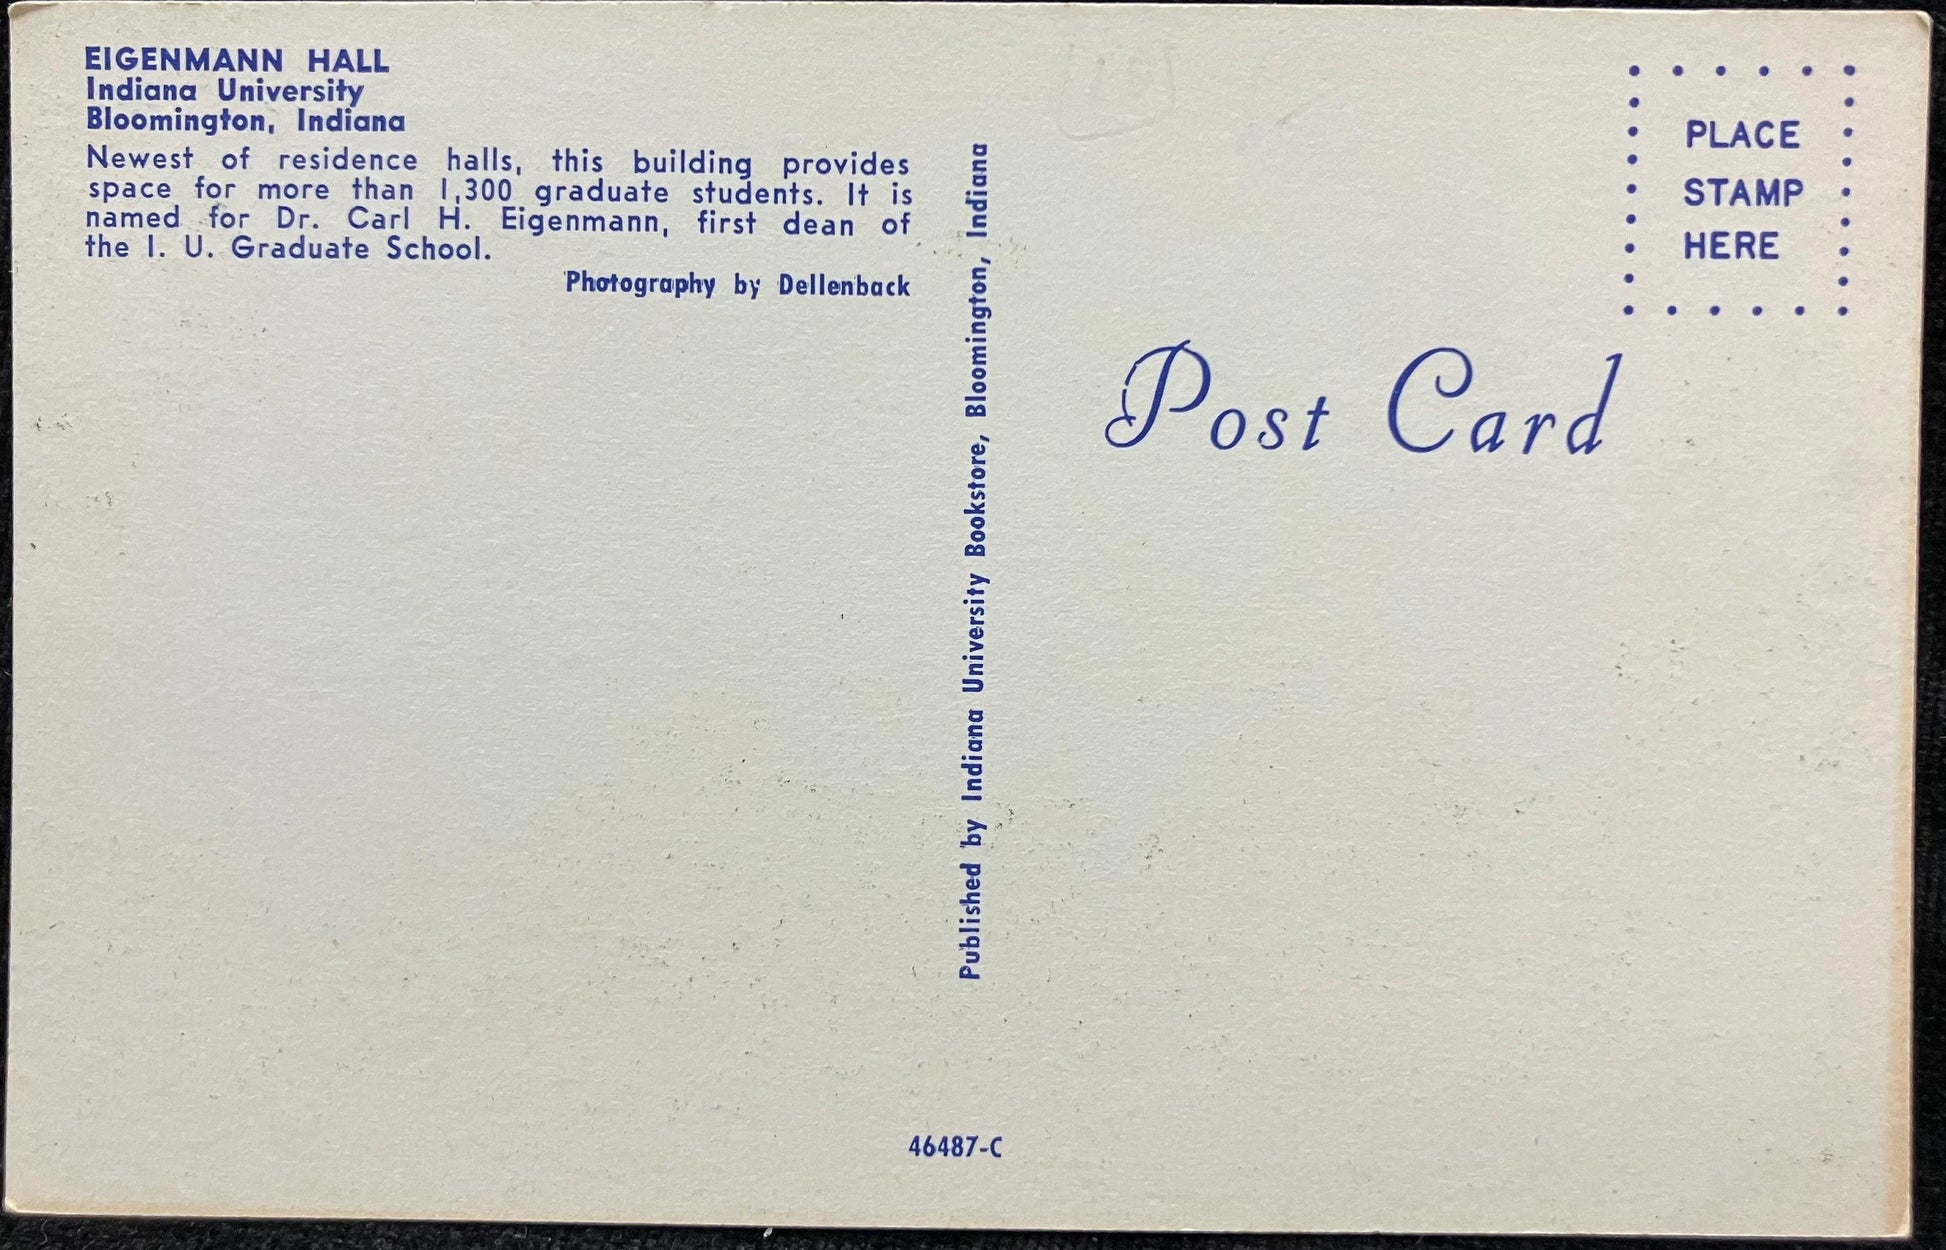 EIGENMANN HALL
Indiana University
Bloomington, Indiana
Newest of residence halls, this building provides
space for more than 1,300 graduate students. It is
named for Dr. Carl H. Eigenmann, first dean of
the I. U. Graduate School.
Photography by Dellenback
Published by Indiana University Bookstore, Bloomington, Indiana
PLACE
STAMP
HERE
Post Card
46487-C